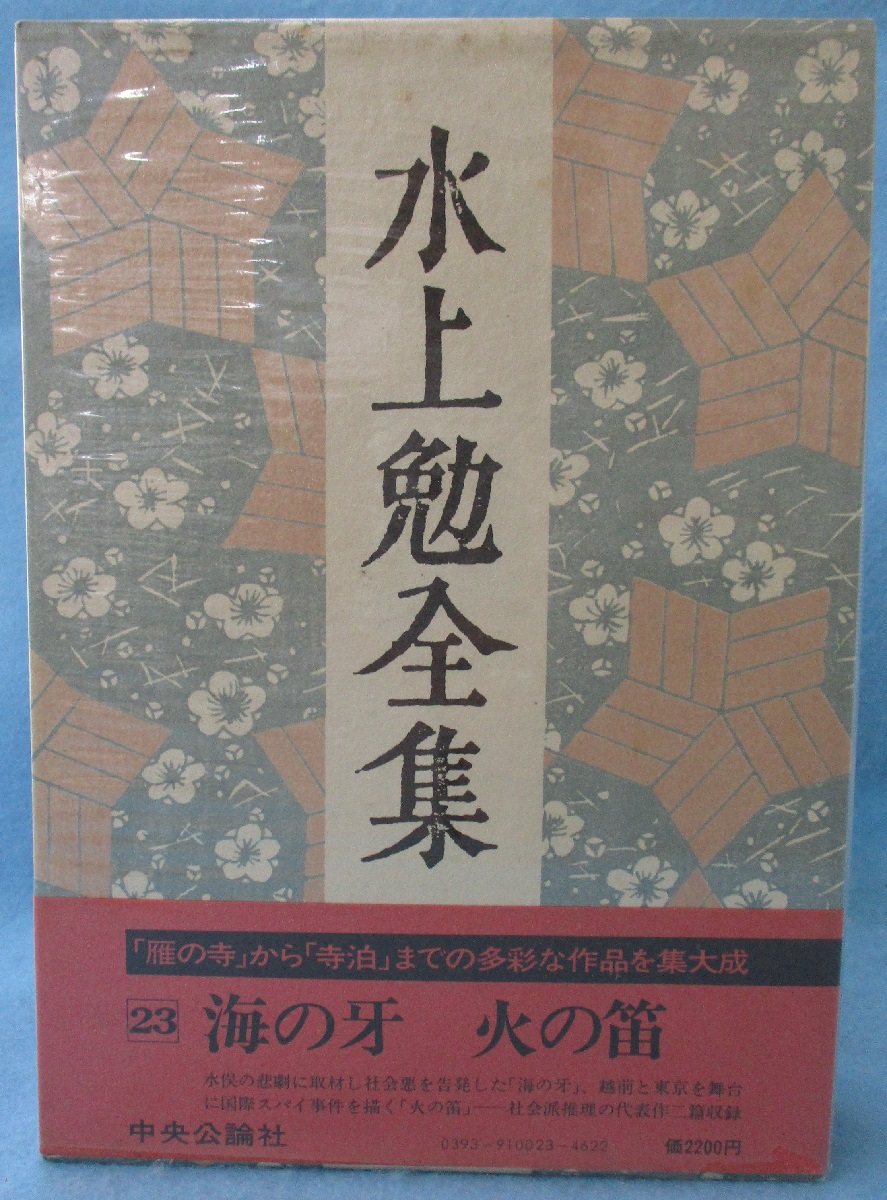 水上勉全集
「雁の寺」から「寺泊」までの多彩な作品を集大成
23 海の牙 火の笛
水俣の悲劇に取材し社会悪を告発した「海の牙」、越前と東京を舞台
に国際スパイ事件を描く「火の笛」──社会派推理の代表作二篇収録
中央公論社 0393-910023-4622 価2200円